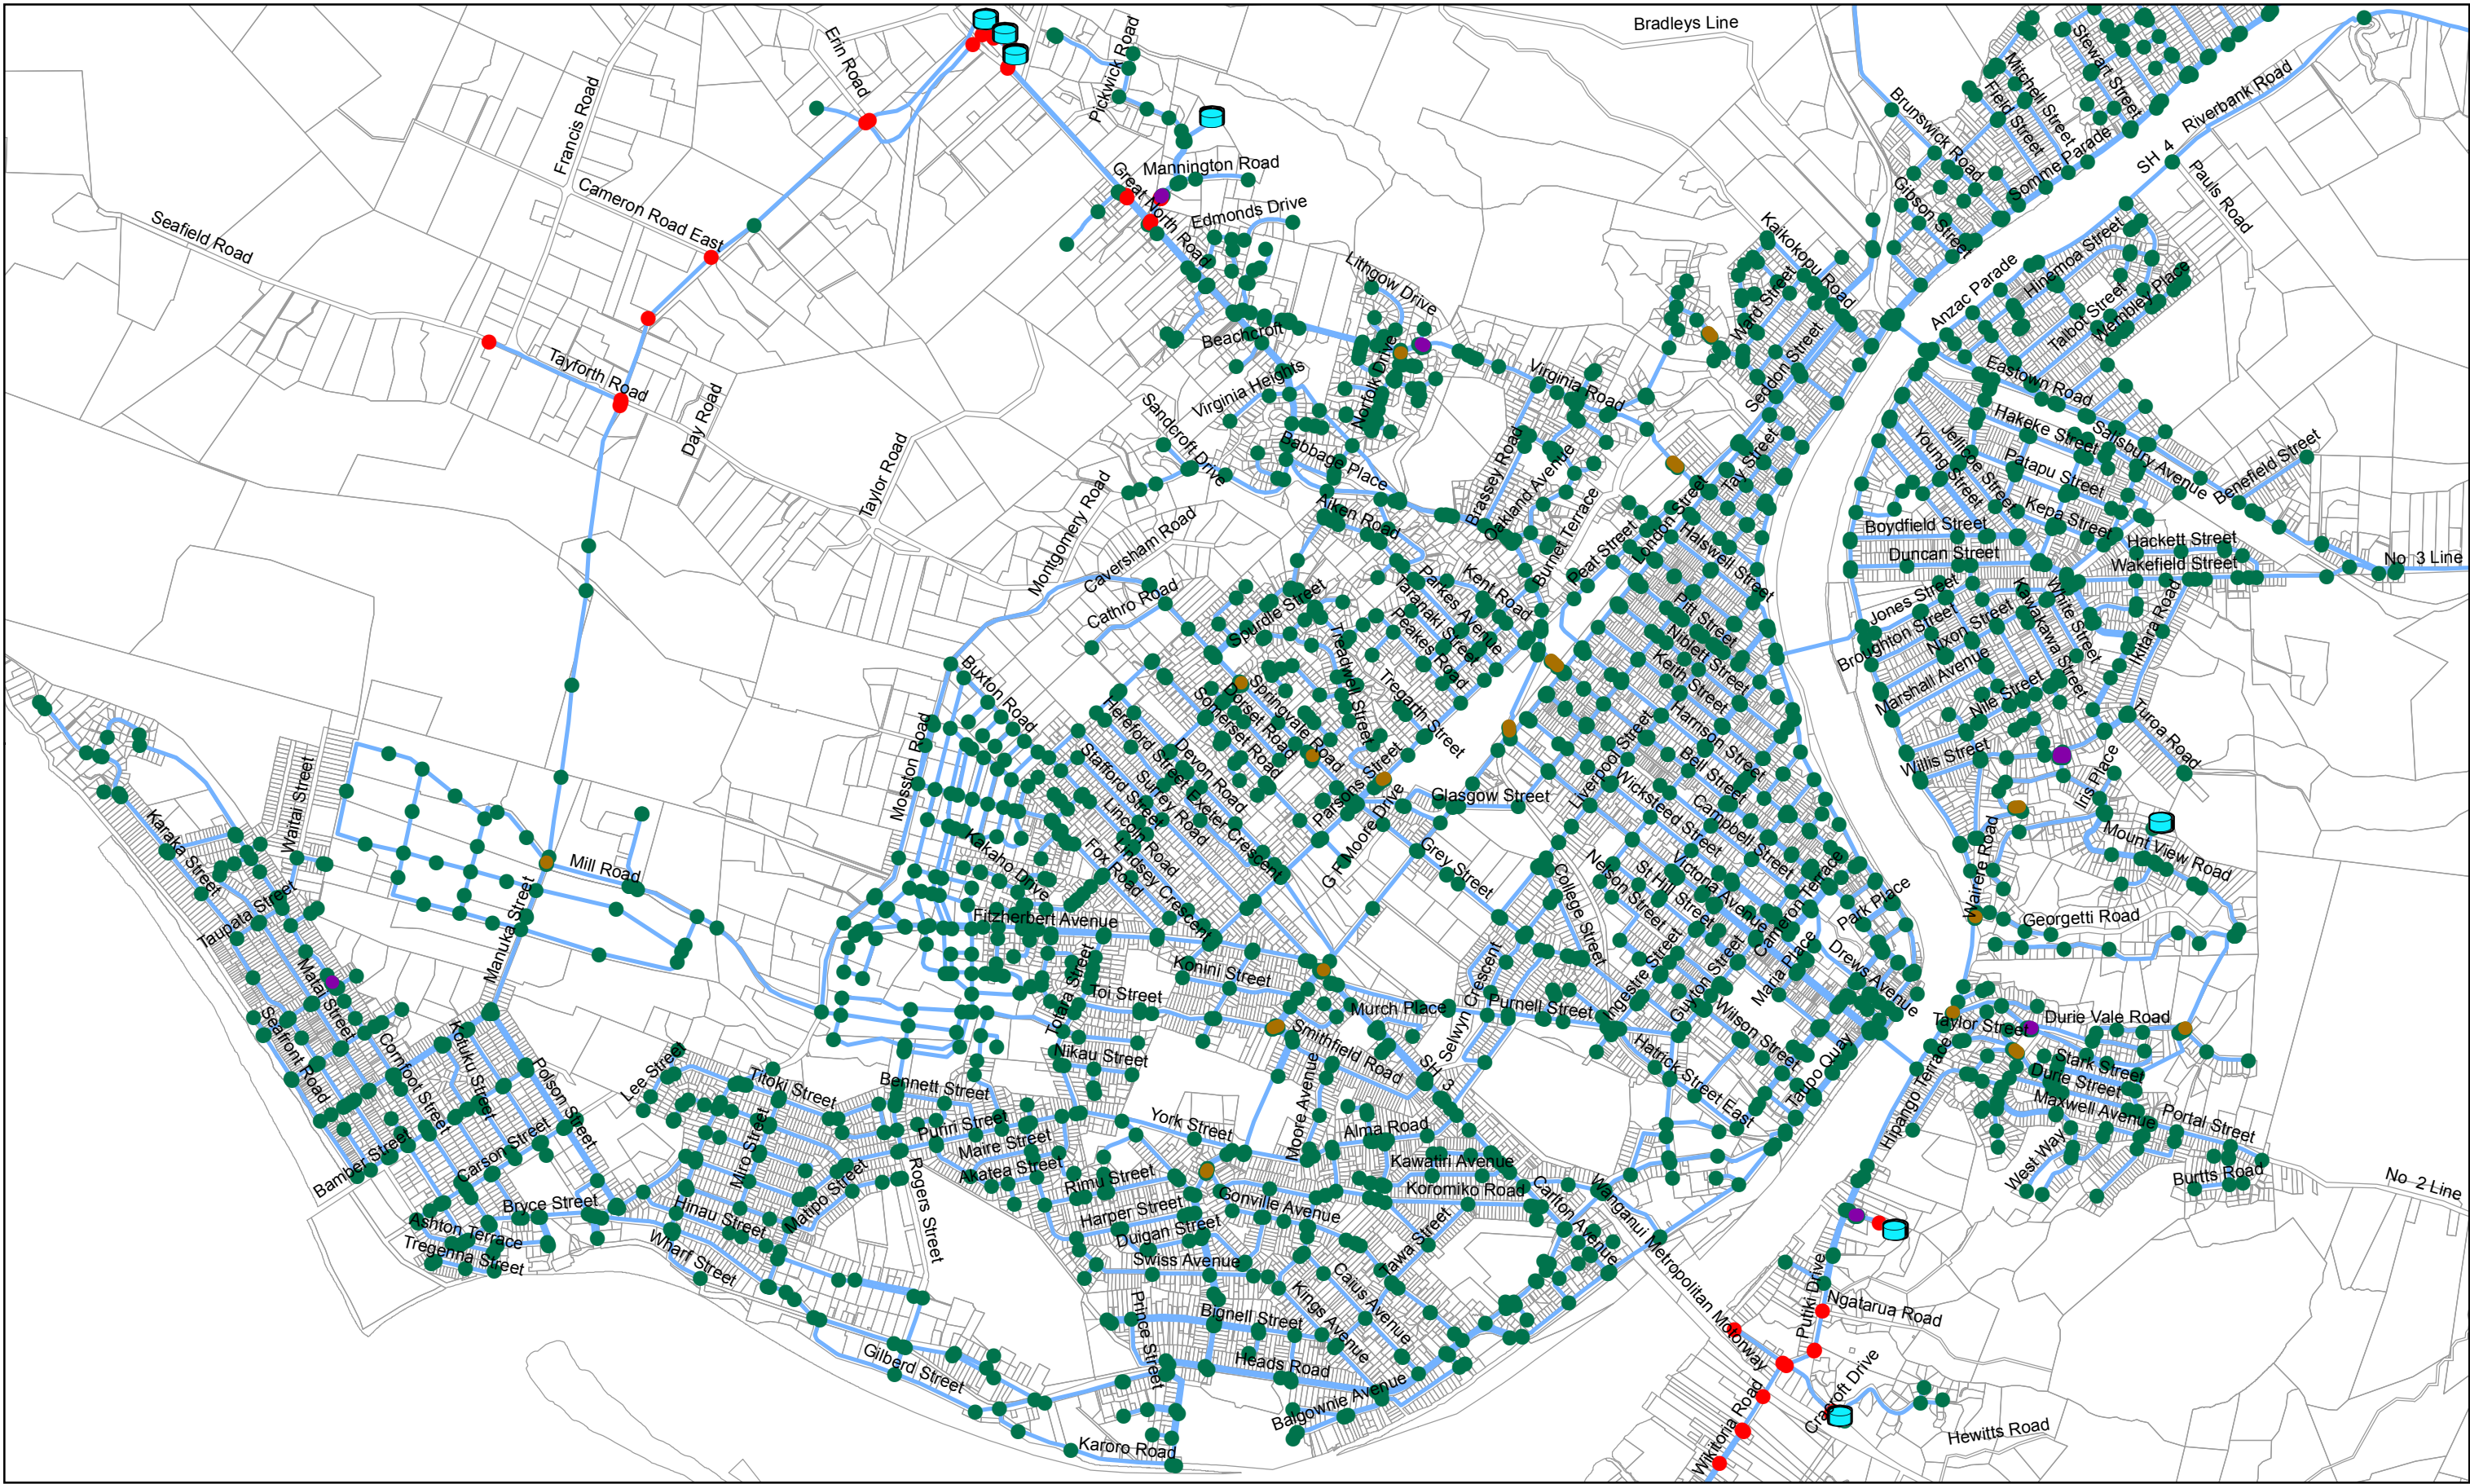 Bradleys Line
Erin Road
Pickwick Road
Stewart Street
Mitchell Street
Field Street
Riverbank Road
Francis Road
Brunswick Road
Somme Parade
SH 4
Pauls Road
Mannington Road
Great North Road
Cameron Road East
Gibson Street
Edmonds Drive
Seafield Road
Kaikokopu Road
Hinemoa Street
Lithgow Drive
Anzac Parade
Ward Street
Talbot Street
Wembley Place
Beachcroft
Tayforth Road
Norfolk Drive
Virginia Road
Seddon Street
Eastown Road
Virginia Heights
Day Road
Sandcroft Drive
Hakeke Street
Salisbury Avenue
Jellicoe Street
Young Street
Babbage Place
Taylor Road
Brassey Road
Oakland Avenue
Tay Street
Patapu Street
Benefield Street
Montgomery Road
Aiken Road
London Street
Kepa Street
Boydfield Street
Caversham Road
Burnet Terrace
Peat Street
Halswell Street
Hackett Street
Duncan Street
No 3 Line
Wakefield Street
Cathro Road
Kent Road
Parkes Avenue
Taranaki Street
Peakes Road
Spurdle Street
Pitt Street
Niblett Street
Keith Street
Jones Street
Broughton Street
Nixon Street
Kawakawa Street
White Street
Ikitara Road
Marshall Avenue
Treadwell Street
Buxton Road
Tregarth Street
Springvale Road
Dorset Road
Somerset Road
Nile Street
Turoa Road
Harrison Street
Hereford Street
Mosston Road
Devon Road
Stafford Street
Surrey Road
Exeter Crescent
Parsons Street
Liverpool Street
Bell Street
Willis Street
Waitai Street
Glasgow Street
Wicksteed Street
Campbell Street
Iris Place
Karaka Street
Lincoln Road
Lindsey Crescent
Fox Road
Kakaho Drive
G F Moore Drive
Grey Street
Mount View Road
Mill Road
College Street
Nelson Street
St Hill Street
Victoria Avenue
Cameron Terrace
Park Place
Wairere Road
Taupata Street
Manuka Street
Fitzherbert Avenue
Georgetti Road
Drews Avenue
Maria Place
Guyton Street
Ingestre Street
Matai Street
Konini Street
Selwyn Crescent
Toi Street
Totara Street
Murch Place
Purnell Street
Wilson Street
Seafront Road
Kotuku Street
Cornfoot Street
Polson Street
Smithfield Road
Taylor Street
Durie Vale Road
Nikau Street
SH 3
Hatrick Street East
Taupo Quay
Hipango Terrace
Stark Street
Durie Street
Maxwell Avenue
Portal Street
Lee Street
Titoki Street
Bennett Street
Moore Avenue
York Street
Puriri Street
Maire Street
Akatea Street
Alma Road
Carson Street
Bamber Street
Miro Street
Kawatiri Avenue
West Way
Burtts Road
No 2 Line
Rimu Street
Matipo Street
Rogers Street
Gonville Avenue
Koromiko Road
Carlton Avenue
Wanganui Metropolitan Motorway
Bryce Street
Ashton Terrace
Tregenna Street
Hinau Street
Harper Street
Duigan Street
Swiss Avenue
Tawa Street
Wharf Street
Caius Avenue
Kings Avenue
Putiki Drive
Ngatarua Road
Prince Street
Bignell Street
Gilberd Street
Heads Road
Balgownie Avenue
Cracroft Drive
Wikitoria Road
Hewitts Road
Karoro Road